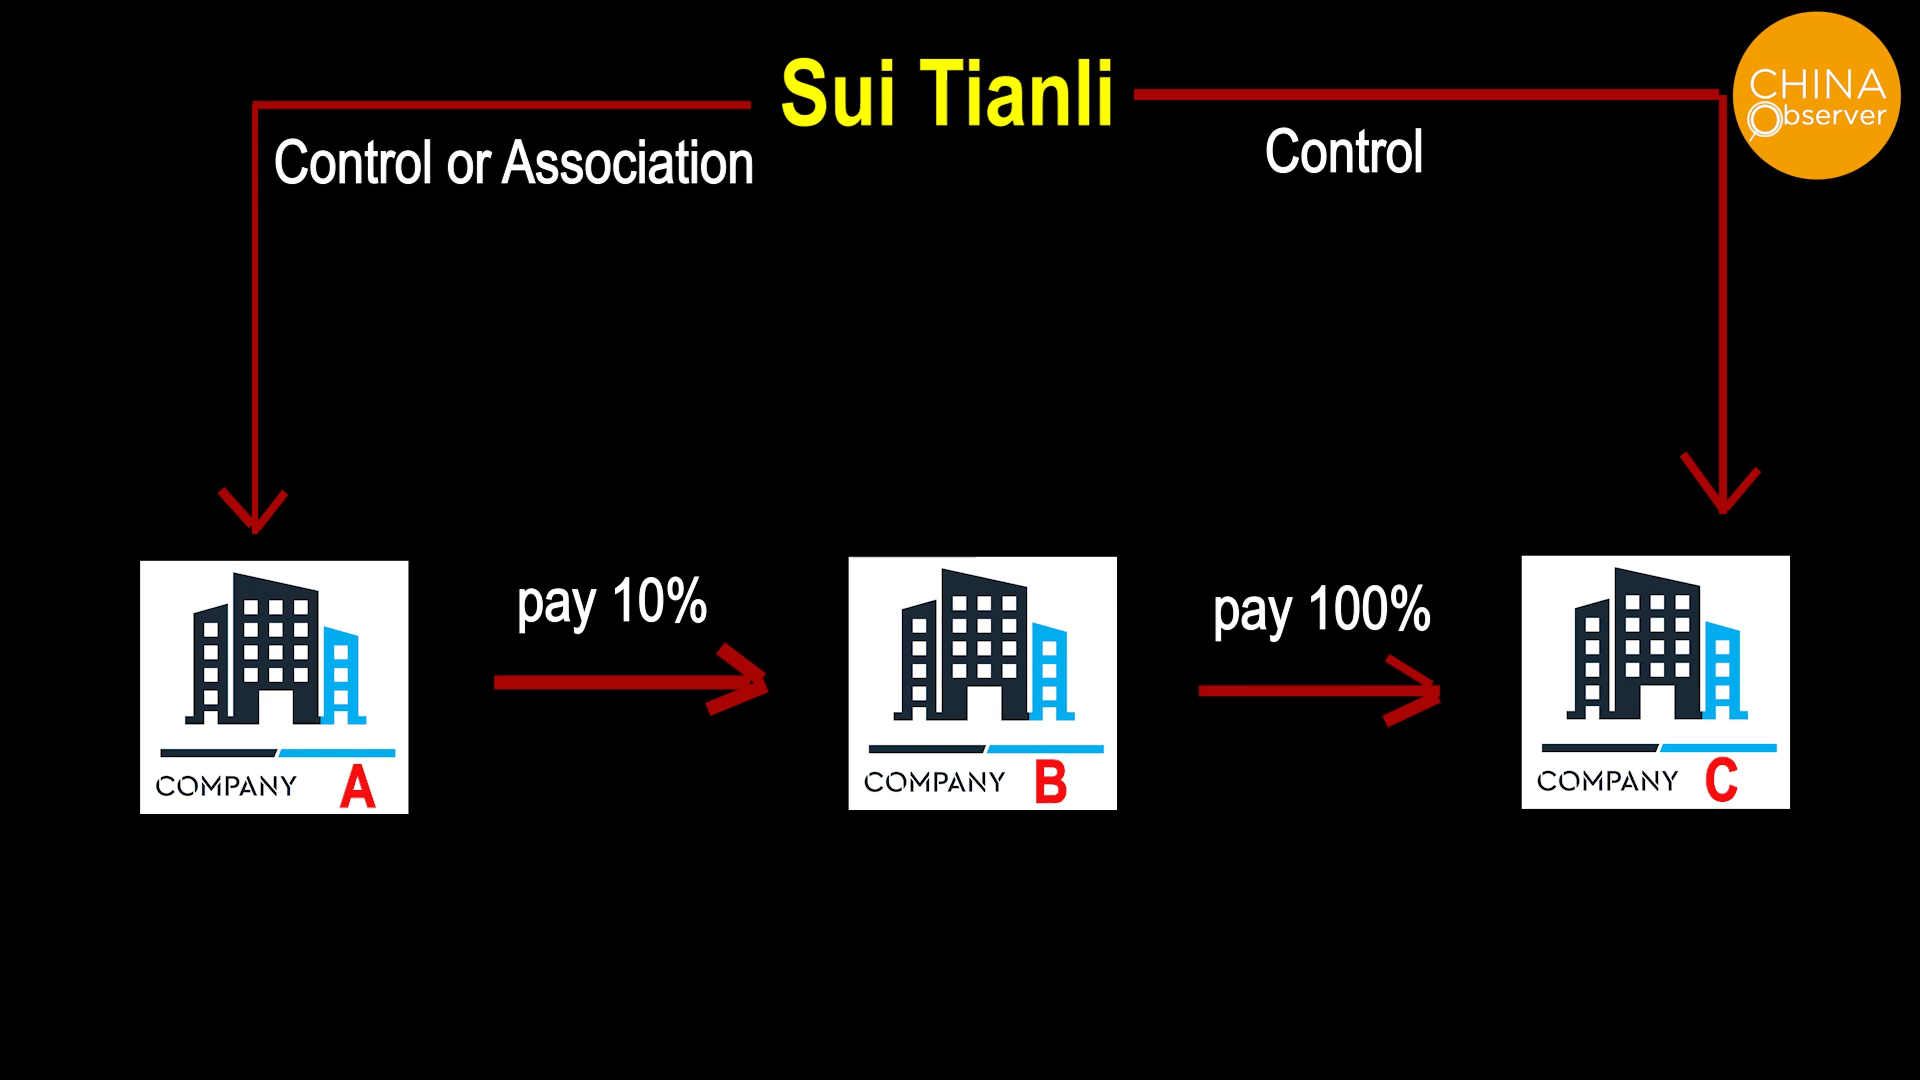 Sui Tianli
CHINA
Observer
Control or Association
Control
pay 10%
pay 100%
COMPANY A
COMPANY B
COMPANY C